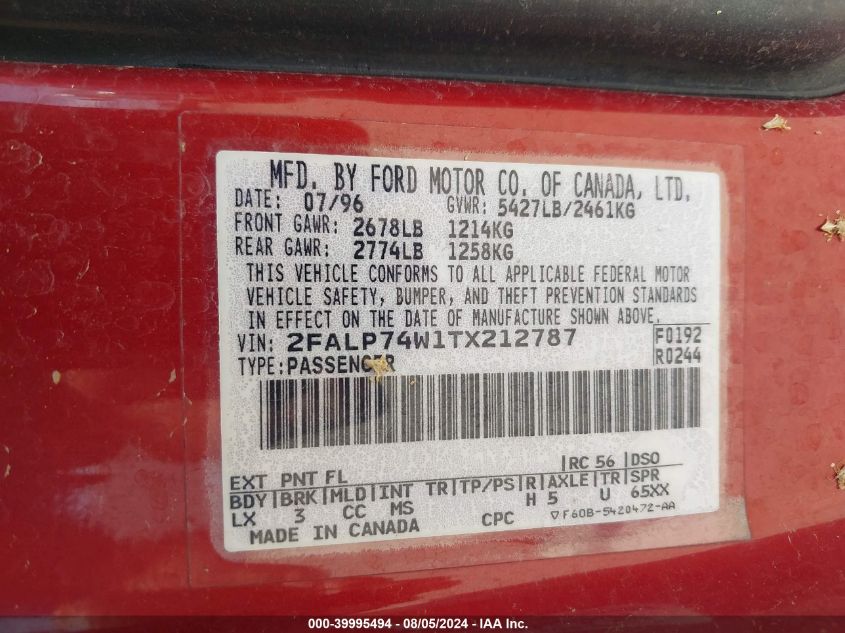 MFD. BY FORD MOTOR CO. OF CANADA, LTD.
DATE: 07/96 GVWR: 5427LB/2461KG
FRONT GAWR: 2678LB 1214KG
REAR GAWR: 2774LB 1258KG
THIS VEHICLE CONFORMS TO ALL APPLICABLE FEDERAL MOTOR
VEHICLE SAFETY, BUMPER, AND THEFT PREVENTION STANDARDS
IN EFFECT ON THE DATE OF MANUFACTURE SHOWN ABOVE.
VIN: 2FALP74W1TX212787 F0192
TYPE: PASSENGER R0244
EXT PNT FL RC 56 DSO
BDY BRK MLD INT TR TP/PS R AXLE TR SPR
LX 3 CC MS H 5 U 65XX
MADE IN CANADA CPC ▽F60B-5420472-AA
000-39995494 - 08/05/2024 - IAA Inc.